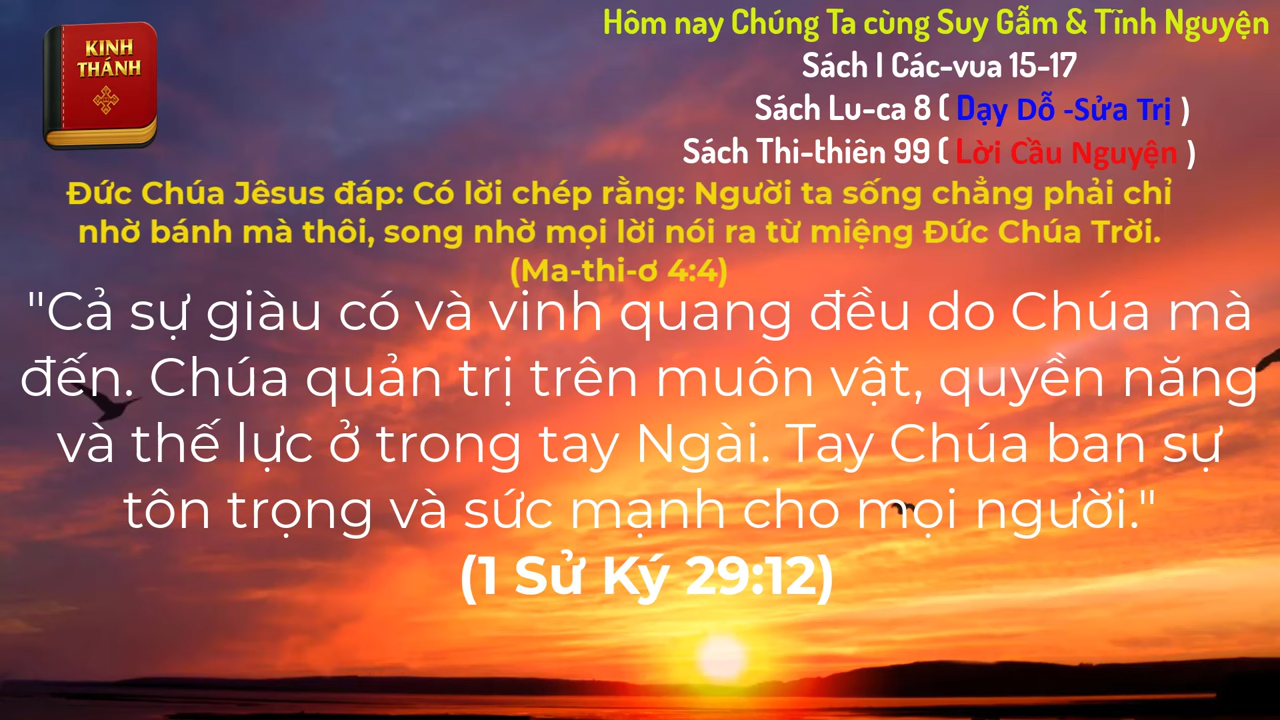 KINH
THÁNH
Hôm nay Chúng Ta cùng Suy Gẫm & Tĩnh Nguyện
Sách I Các-vua 15-17
Sách Lu-ca 8 ( Dạy Dỗ -Sửa Trị )
Sách Thi-thiên 99 ( Lời Cầu Nguyện )
Đức Chúa Jêsus đáp: Có lời chép rằng: Người ta sống chẳng phải chỉ
nhờ bánh mà thôi, song nhờ mọi lời nói ra từ miệng Đức Chúa Trời.
(Ma-thi-ơ 4:4)
"Cả sự giàu có và vinh quang đều do Chúa mà
đến. Chúa quản trị trên muôn vật, quyền năng
và thế lực ở trong tay Ngài. Tay Chúa ban sự
tôn trọng và sức mạnh cho mọi người."
(1 Sử Ký 29:12)